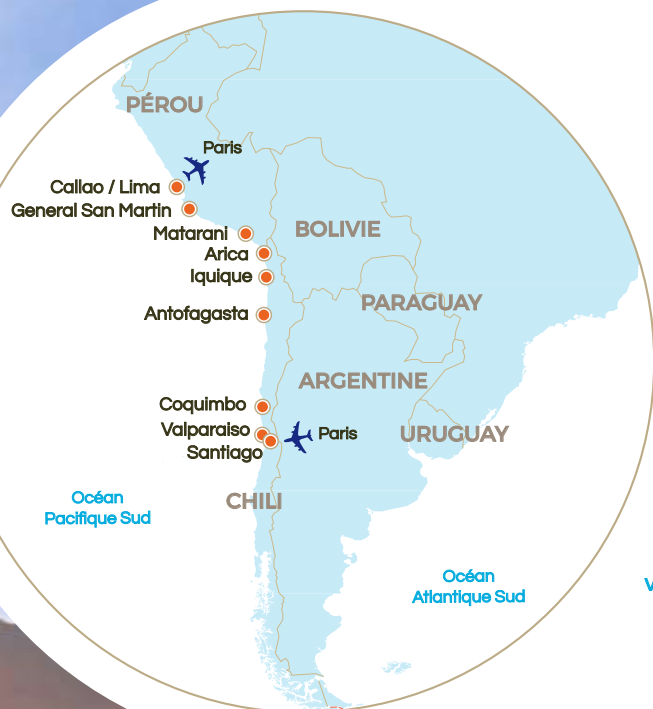 PÉROU
Paris
Callao / Lima
General San Martin
Matarani
BOLIVIE
Arica
Iquique
PARAGUAY
Antofagasta
ARGENTINE
Coquimbo
Valparaiso
Paris
URUGUAY
Santiago
CHILI
Océan
Pacifique Sud
Océan
Atlantique Sud